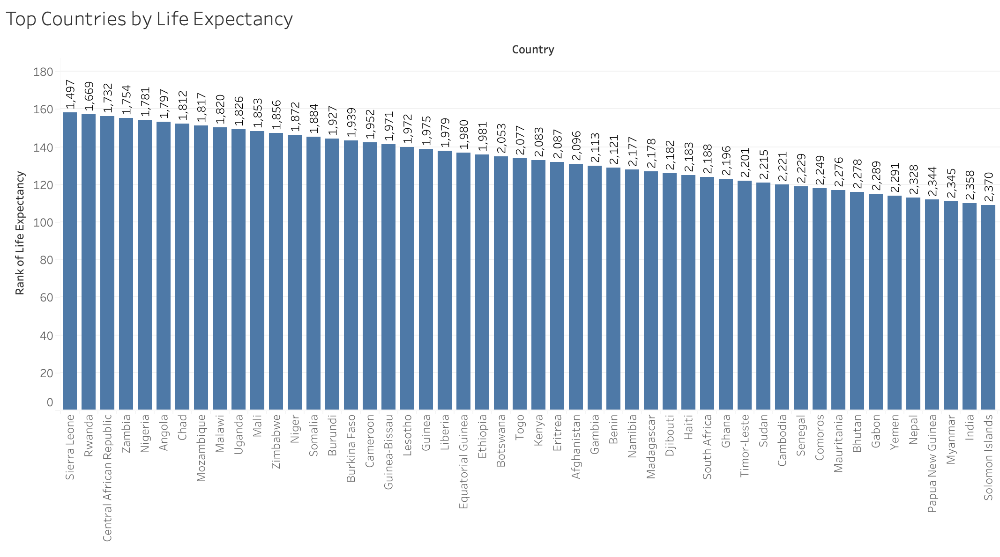 Top Countries by Life Expectancy
Country
Rank of Life Expectancy
180
160
140
120
100
80
60
40
20
0
1,497
1,669
1,732
1,754
1,781
1,797
1,812
1,817
1,820
1,826
1,853
1,856
1,872
1,884
1,927
1,939
1,952
1,971
1,972
1,975
1,979
1,980
1,981
2,053
2,077
2,083
2,087
2,096
2,113
2,121
2,177
2,178
2,182
2,183
2,188
2,196
2,201
2,215
2,221
2,229
2,249
2,276
2,278
2,289
2,291
2,328
2,344
2,345
2,358
2,370
Sierra Leone
Rwanda
Central African Republic
Zambia
Nigeria
Angola
Chad
Mozambique
Malawi
Uganda
Mali
Zimbabwe
Niger
Somalia
Burundi
Burkina Faso
Cameroon
Guinea-Bissau
Lesotho
Guinea
Liberia
Equatorial Guinea
Ethiopia
Botswana
Togo
Kenya
Eritrea
Afghanistan
Gambia
Benin
Namibia
Madagascar
Djibouti
Haiti
South Africa
Ghana
Timor-Leste
Sudan
Cambodia
Senegal
Comoros
Mauritania
Bhutan
Gabon
Yemen
Nepal
Papua New Guinea
Myanmar
India
Solomon Islands